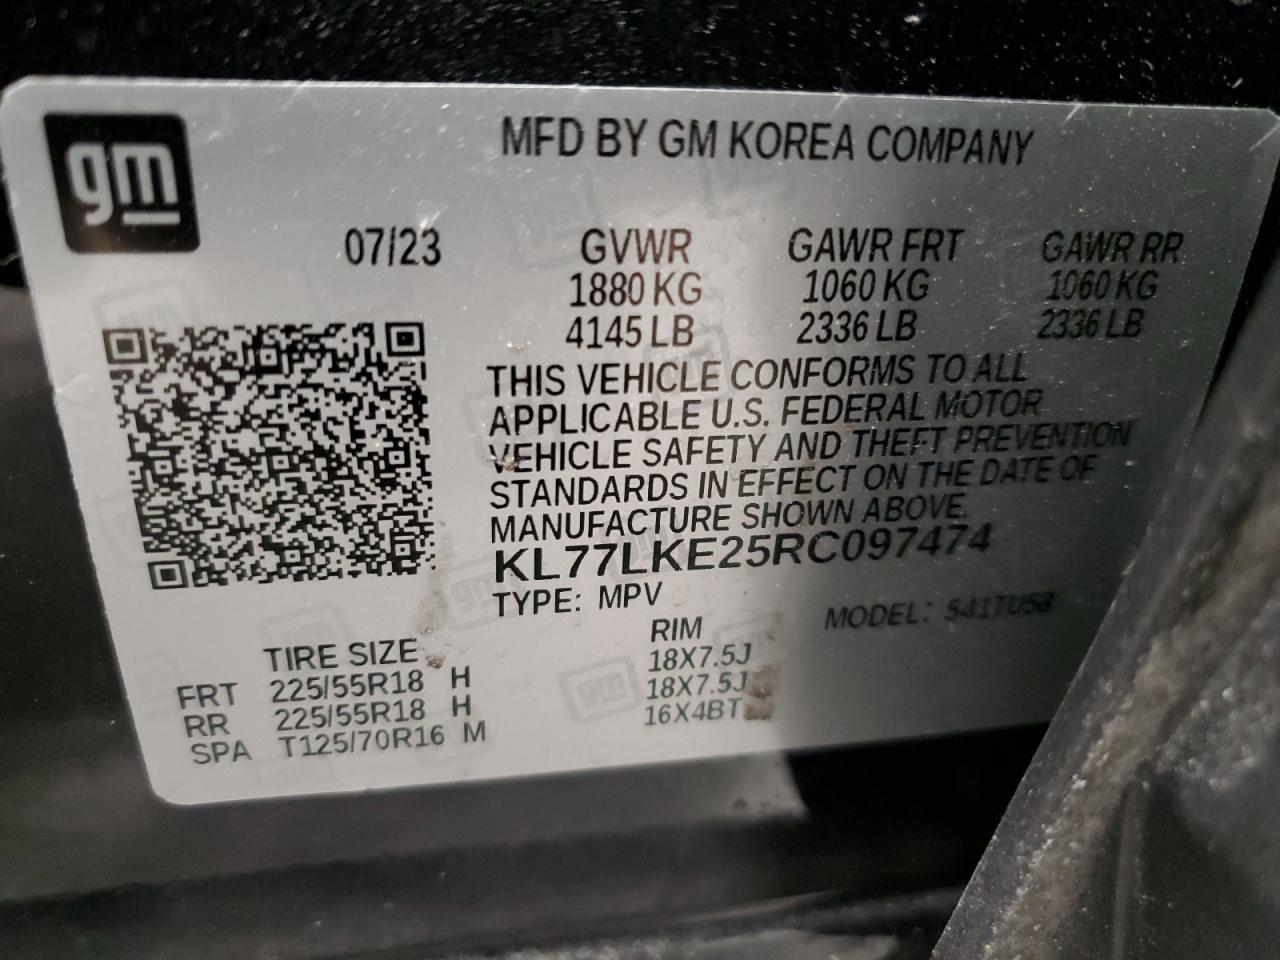 gm
MFD BY GM KOREA COMPANY
07/23 GVWR GAWR FRT GAWR RR
1880 KG 1060 KG 1060 KG
4145 LB 2336 LB 2336 LB
THIS VEHICLE CONFORMS TO ALL
APPLICABLE U.S. FEDERAL MOTOR
VEHICLE SAFETY AND THEFT PREVENTION
STANDARDS IN EFFECT ON THE DATE OF
MANUFACTURE SHOWN ABOVE.
KL77LKE25RC097474
TYPE: MPV MODEL: 541TU58
TIRE SIZE RIM
FRT 225/55R18 H 18X7.5J
RR 225/55R18 H 18X7.5J
SPA T125/70R16 M 16X4BT